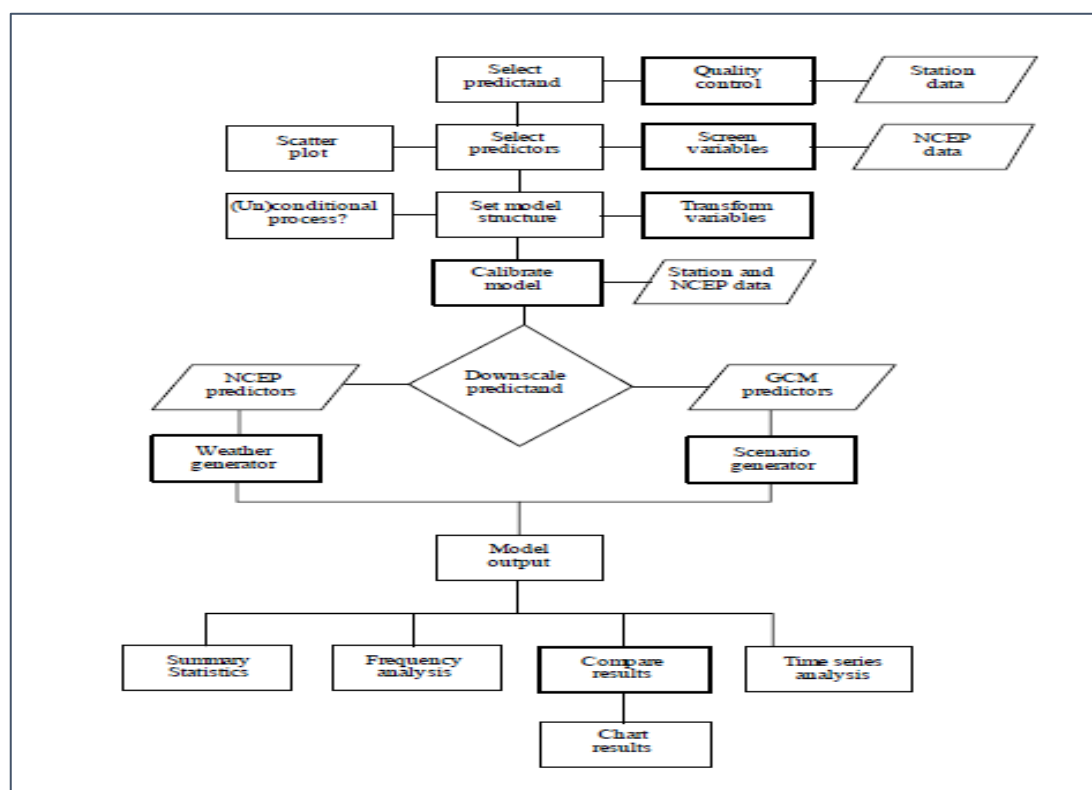 Select
predictand
Quality
control
Station
data
Scatter
plot
Select
predictors
Screen
variables
NCEP
data
(Un)conditional
process?
Set model
structure
Transform
variables
Calibrate
model
Station and
NCEP data
NCEP
predictors
Downscale
predictand
GCM
predictors
Weather
generator
Scenario
generator
Model
output
Summary
Statistics
Frequency
analysis
Compare
results
Time series
analysis
Chart
results